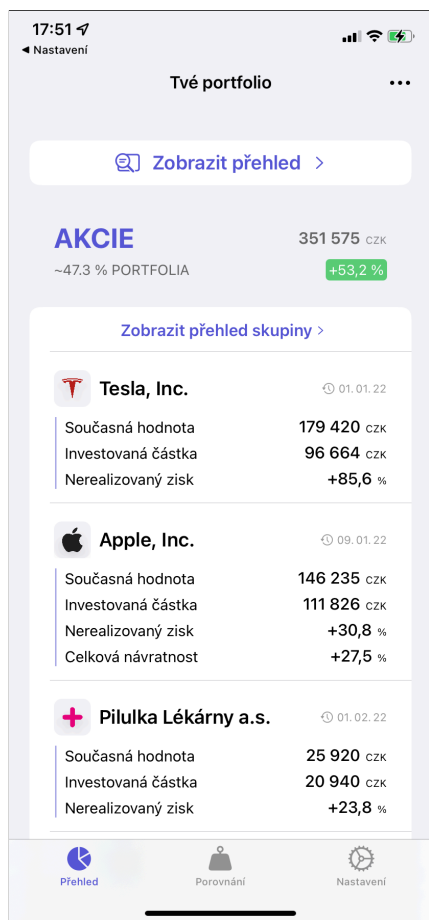 17:51
Nastavení
Tvé portfolio
Zobrazit přehled >
AKCIE 351 575 CZK
~47.3 % PORTFOLIA +53,2 %
Zobrazit přehled skupiny >
Tesla, Inc. 01. 01. 22
Současná hodnota 179 420 CZK
Investovaná částka 96 664 CZK
Nerealizovaný zisk +85,6 %
Apple, Inc. 09. 01. 22
Současná hodnota 146 235 CZK
Investovaná částka 111 826 CZK
Nerealizovaný zisk +30,8 %
Celková návratnost +27,5 %
Pilulka Lékárny a.s. 01. 02. 22
Současná hodnota 25 920 CZK
Investovaná částka 20 940 CZK
Nerealizovaný zisk +23,8 %
Přehled Porovnání Nastavení